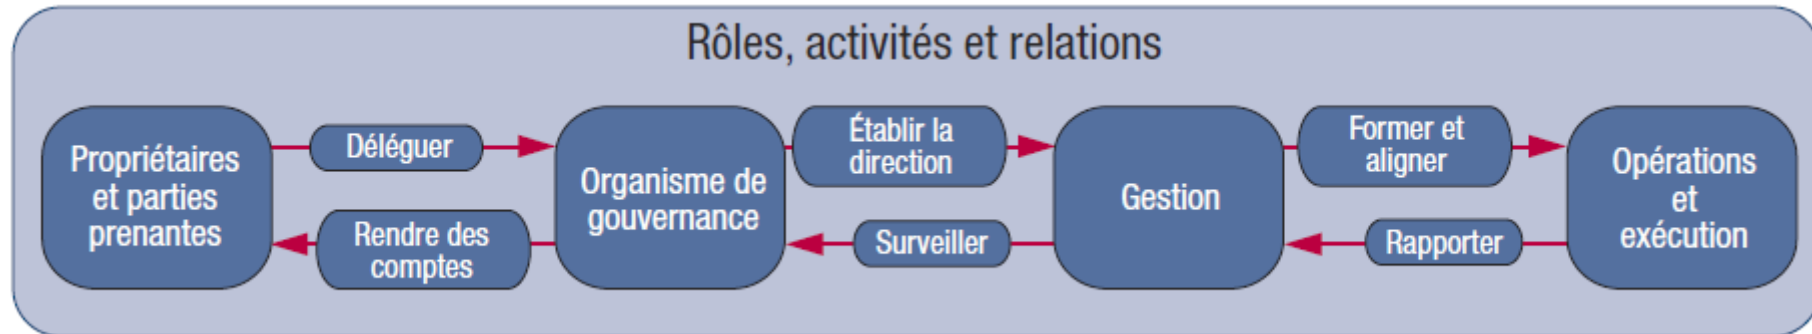 Rôles, activités et relations
Propriétaires
et parties
prenantes
Déléguer
Rendre des
comptes
Organisme de
gouvernance
Établir la
direction
Surveiller
Gestion
Former et
aligner
Rapporter
Opérations
et
exécution